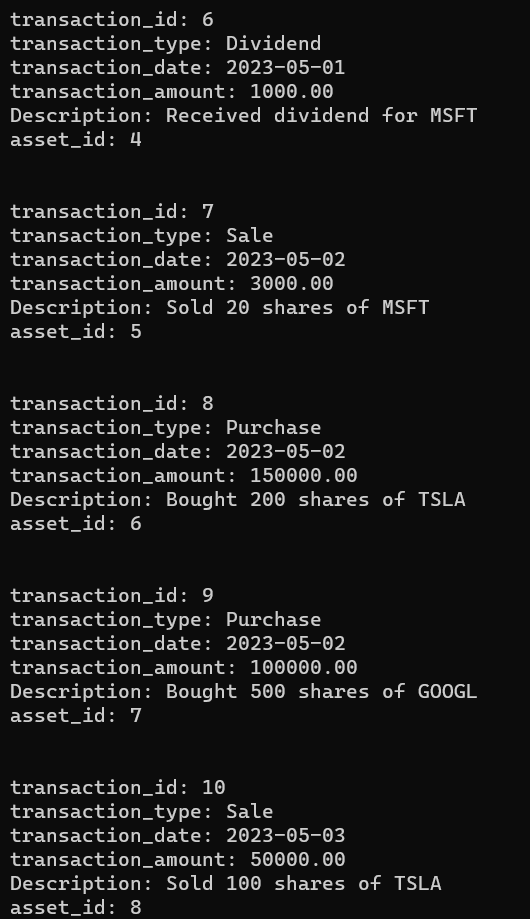 transaction_id: 6
transaction_type: Dividend
transaction_date: 2023-05-01
transaction_amount: 1000.00
Description: Received dividend for MSFT
asset_id: 4
transaction_id: 7
transaction_type: Sale
transaction_date: 2023-05-02
transaction_amount: 3000.00
Description: Sold 20 shares of MSFT
asset_id: 5
transaction_id: 8
transaction_type: Purchase
transaction_date: 2023-05-02
transaction_amount: 150000.00
Description: Bought 200 shares of TSLA
asset_id: 6
transaction_id: 9
transaction_type: Purchase
transaction_date: 2023-05-02
transaction_amount: 100000.00
Description: Bought 500 shares of GOOGL
asset_id: 7
transaction_id: 10
transaction_type: Sale
transaction_date: 2023-05-03
transaction_amount: 50000.00
Description: Sold 100 shares of TSLA
asset_id: 8